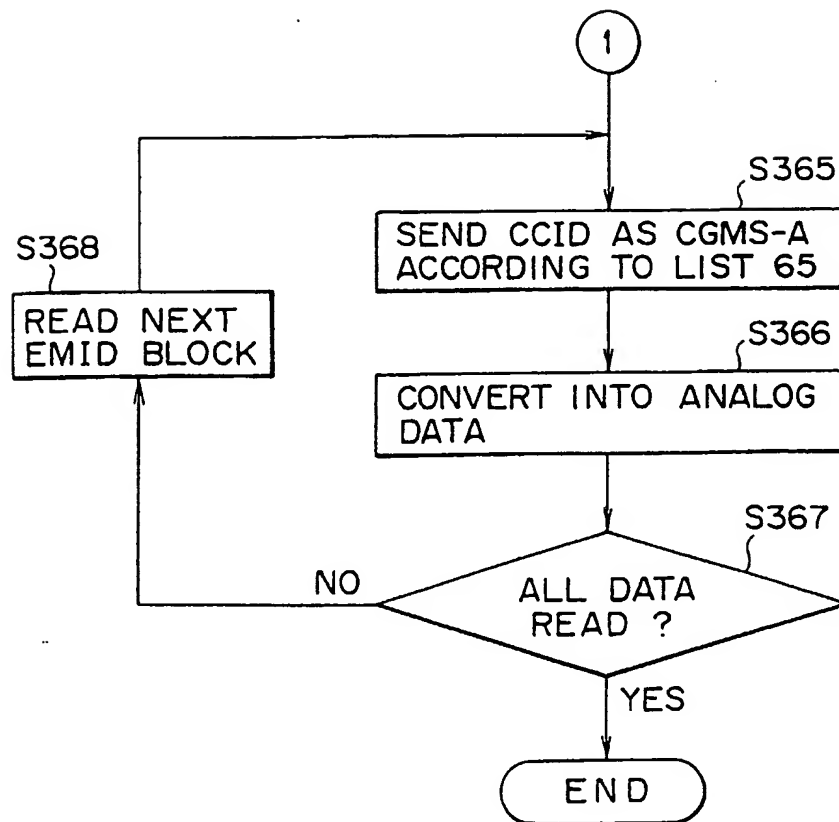 1
S365
SEND CCID AS CGMS-A
ACCORDING TO LIST 65
S368
READ NEXT
EMID BLOCK
S366
CONVERT INTO ANALOG
DATA
S367
NO
ALL DATA
READ ?
YES
END